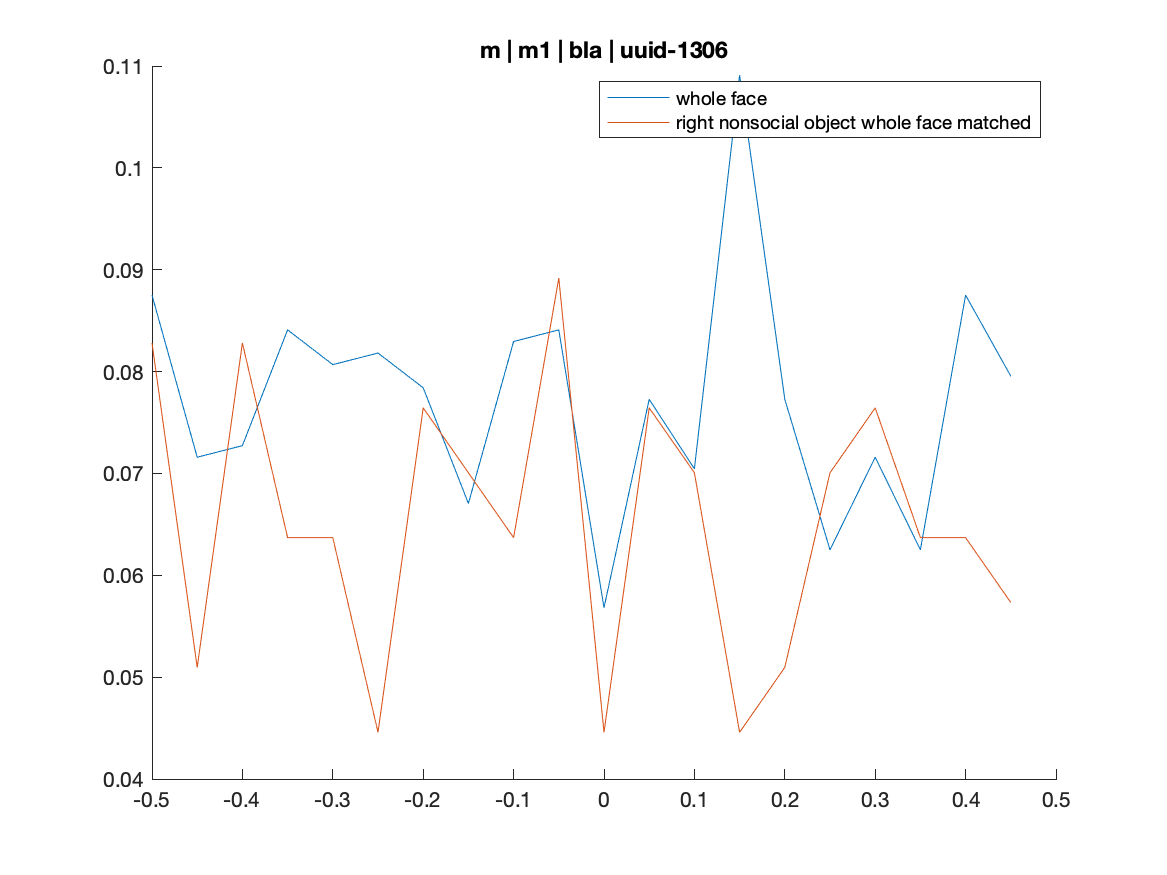 m | m1 | bla | uuid-1306
whole face
right nonsocial object whole face matched
0.11
0.1
0.09
0.08
0.07
0.06
0.05
0.04
-0.5 -0.4 -0.3 -0.2 -0.1 0 0.1 0.2 0.3 0.4 0.5